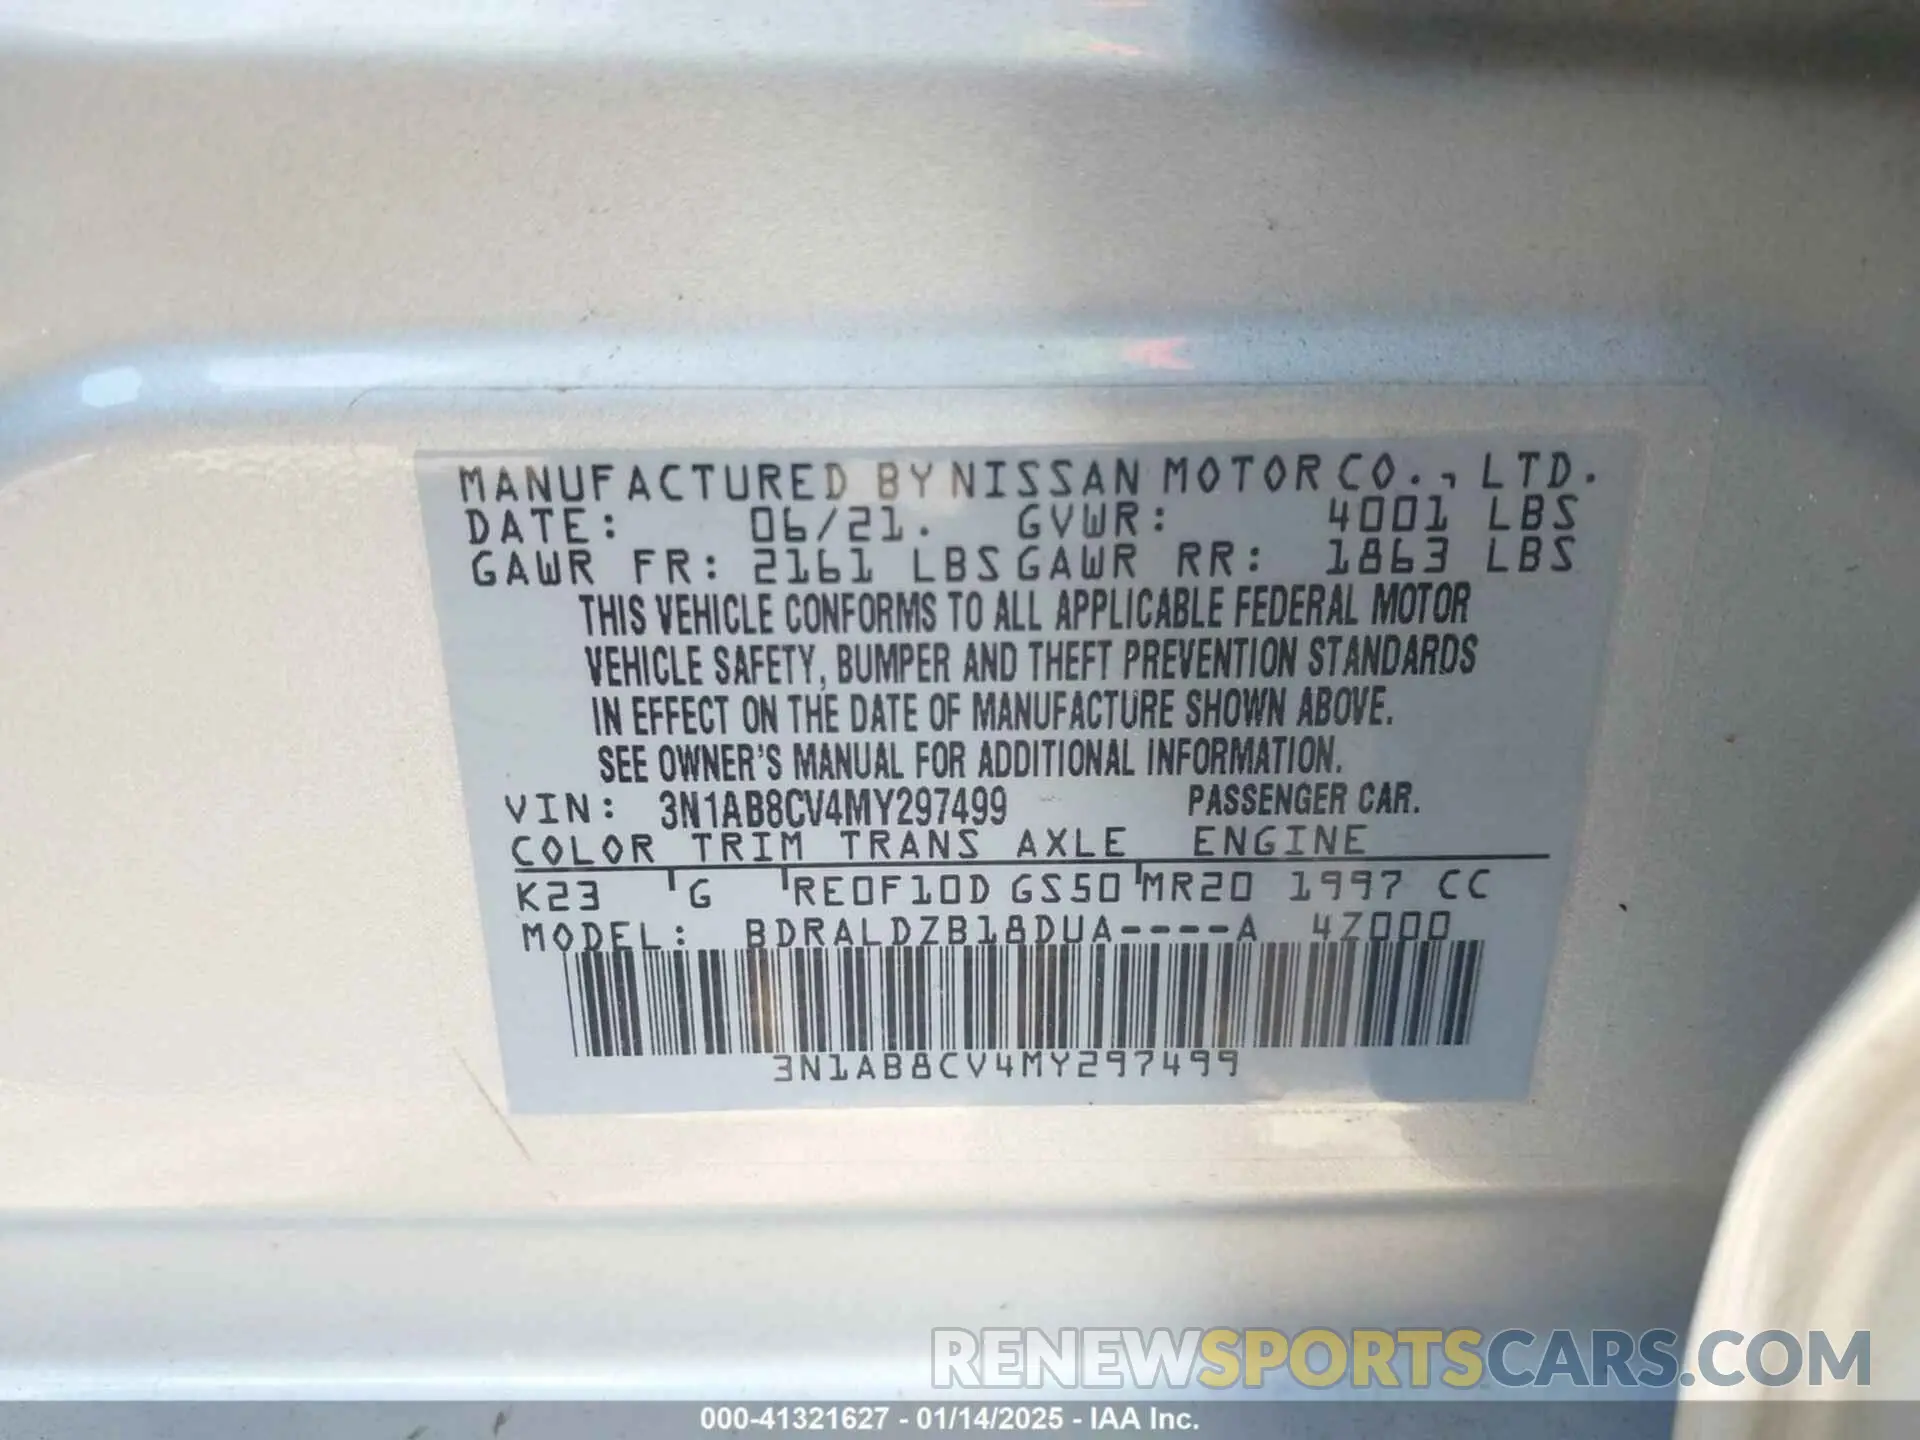 MANUFACTURED BY NISSAN MOTOR CO., LTD.
DATE: 06/21. GVWR: 4001 LBS
GAWR FR: 2161 LBS GAWR RR: 1863 LBS
THIS VEHICLE CONFORMS TO ALL APPLICABLE FEDERAL MOTOR
VEHICLE SAFETY, BUMPER AND THEFT PREVENTION STANDARDS
IN EFFECT ON THE DATE OF MANUFACTURE SHOWN ABOVE.
SEE OWNER'S MANUAL FOR ADDITIONAL INFORMATION.
VIN: 3N1AB8CV4MY297499 PASSENGER CAR.
COLOR TRIM TRANS AXLE ENGINE
K23 G RE0F10D GS50 MR20 1997 CC
MODEL: BDRALDZB18DUA----A 4Z000
3N1AB8CV4MY297499
RENEWSPORTSCARS.COM
000-41321627 - 01/14/2025 - IAA Inc.